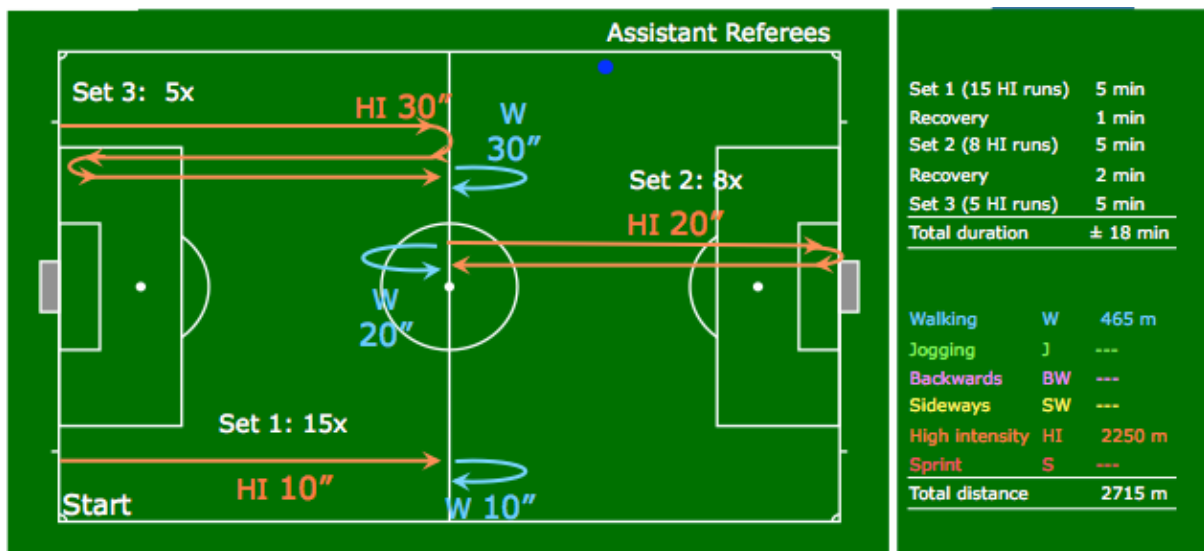 Assistant Referees
Set 3: 5x
HI 30”
W
30”
Set 2: 8x
HI 20”
W
20”
Set 1: 15x
HI 10”
W 10”
Start
Set 1 (15 HI runs) 5 min
Recovery 1 min
Set 2 (8 HI runs) 5 min
Recovery 2 min
Set 3 (5 HI runs) 5 min
Total duration ± 18 min
Walking W 465 m
Jogging J ---
Backwards BW ---
Sideways SW ---
High intensity HI 2250 m
Sprint S ---
Total distance 2715 m